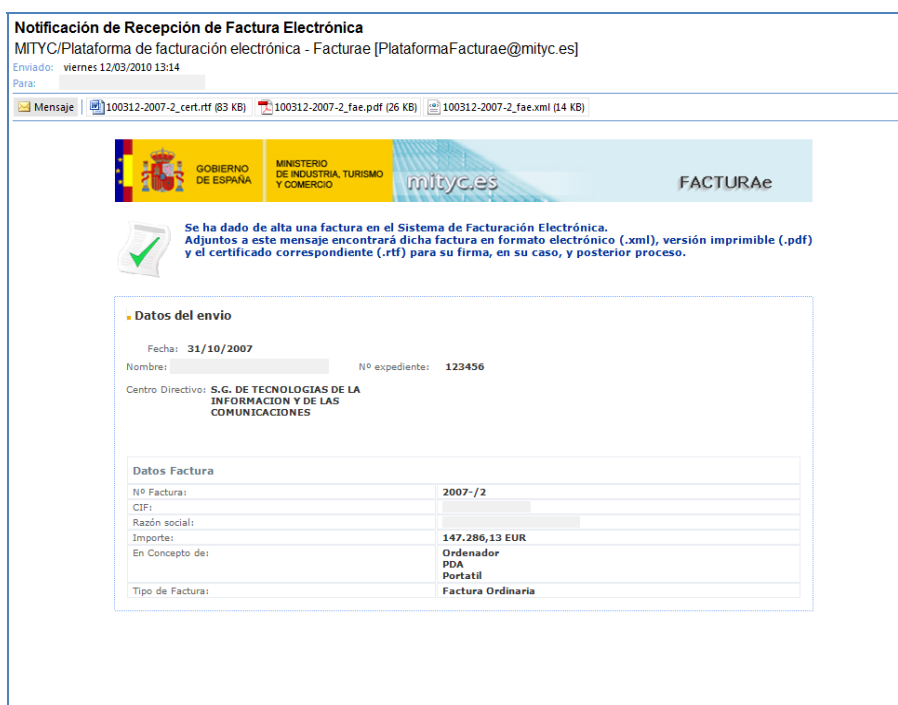 Notificación de Recepción de Factura Electrónica
MITYC/Plataforma de facturación electrónica - Facturae [PlataformaFacturae@mityc.es]
Enviado: viernes 12/03/2010 13:14
Para:
Mensaje 100312-2007-2_cert.rtf (83 KB) 100312-2007-2_fae.pdf (26 KB) 100312-2007-2_fae.xml (14 KB)
GOBIERNO DE ESPAÑA
MINISTERIO DE INDUSTRIA, TURISMO Y COMERCIO
mityc.es
FACTURAe
Se ha dado de alta una factura en el Sistema de Facturación Electrónica.
Adjuntos a este mensaje encontrará dicha factura en formato electrónico (.xml), versión imprimible (.pdf)
y el certificado correspondiente (.rtf) para su firma, en su caso, y posterior proceso.
Datos del envio
Fecha: 31/10/2007
Nombre: Nº expediente: 123456
Centro Directivo: S.G. DE TECNOLOGIAS DE LA
INFORMACION Y DE LAS
COMUNICACIONES
Datos Factura
Nº Factura: 2007-/2
CIF:
Razón social:
Importe: 147.286,13 EUR
En Concepto de: Ordenador
PDA
Portatil
Tipo de Factura: Factura Ordinaria